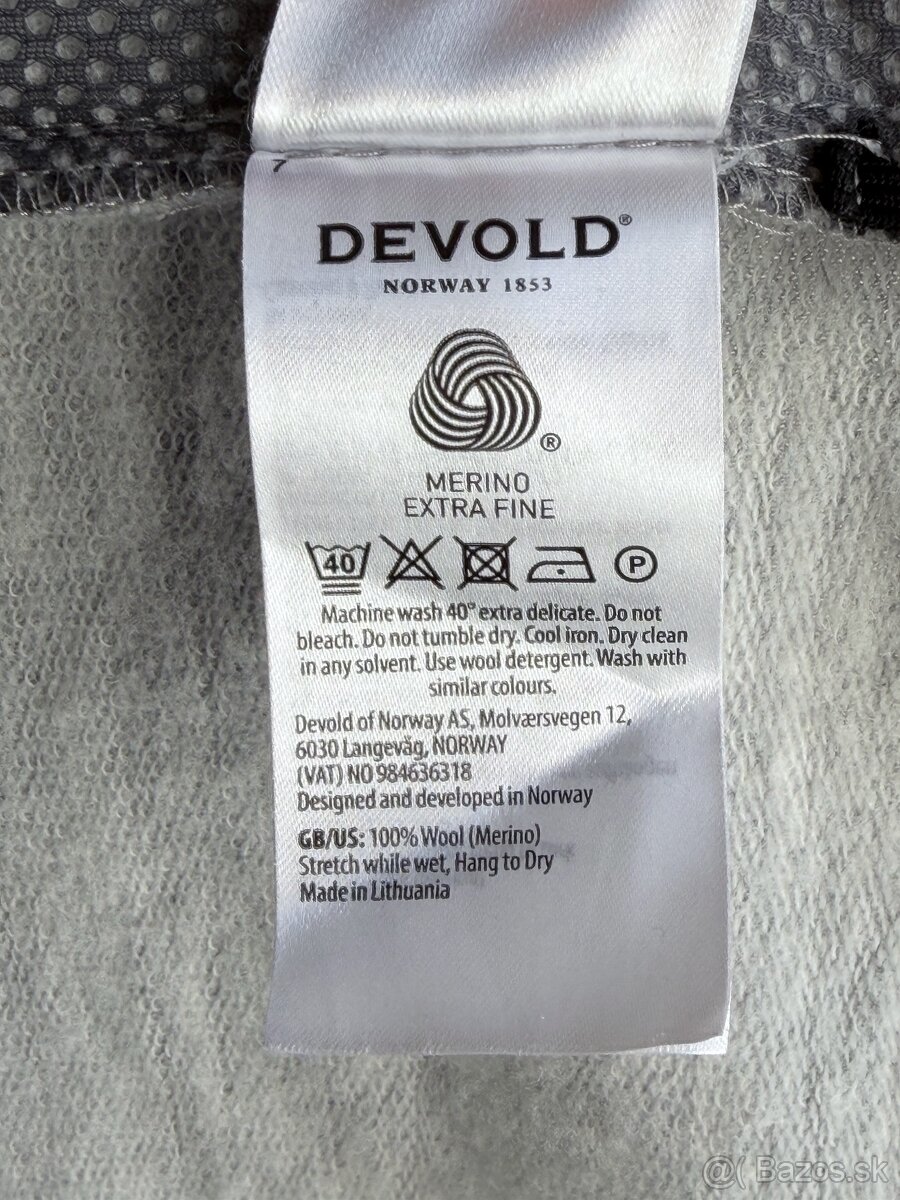 7
DEVOLD®
NORWAY 1853
®
MERINO
EXTRA FINE
40 P
Machine wash 40° extra delicate. Do not
bleach. Do not tumble dry. Cool iron. Dry clean
in any solvent. Use wool detergent. Wash with
similar colours.
Devold of Norway AS, Molværsvegen 12,
6030 Langevåg, NORWAY
(VAT) NO 984636318
Designed and developed in Norway
GB/US: 100% Wool (Merino)
Stretch while wet, Hang to Dry
Made in Lithuania
@( Bazos.sk